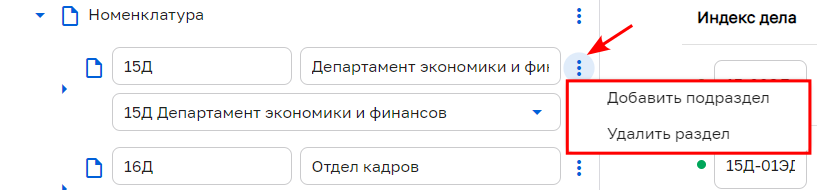 Номенклатура
Индекс дела
15Д
Департамент экономики и фин
Добавить подраздел
15Д Департамент экономики и финансов
Удалить раздел
16Д
Отдел кадров
15Д-01ЭД